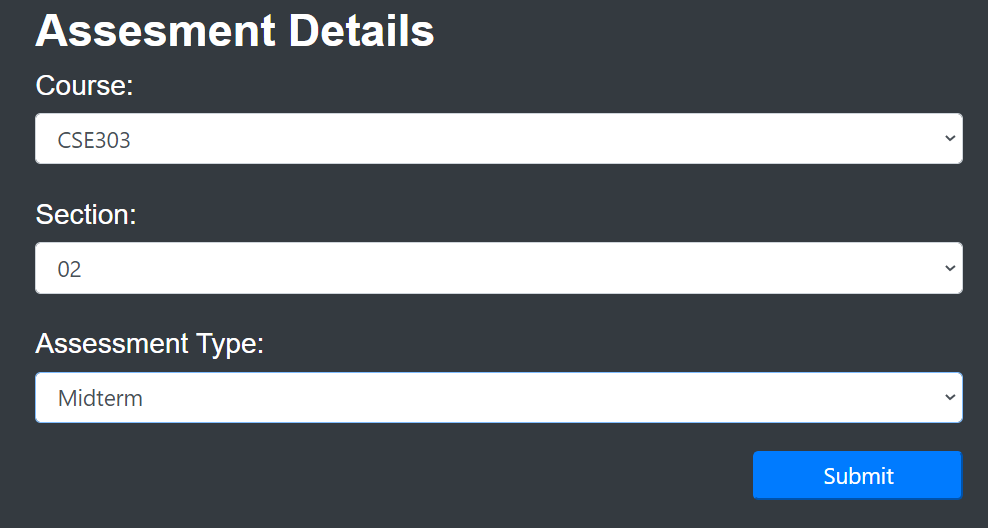 Assesment Details
Course:
CSE303
Section:
02
Assessment Type:
Midterm
Submit